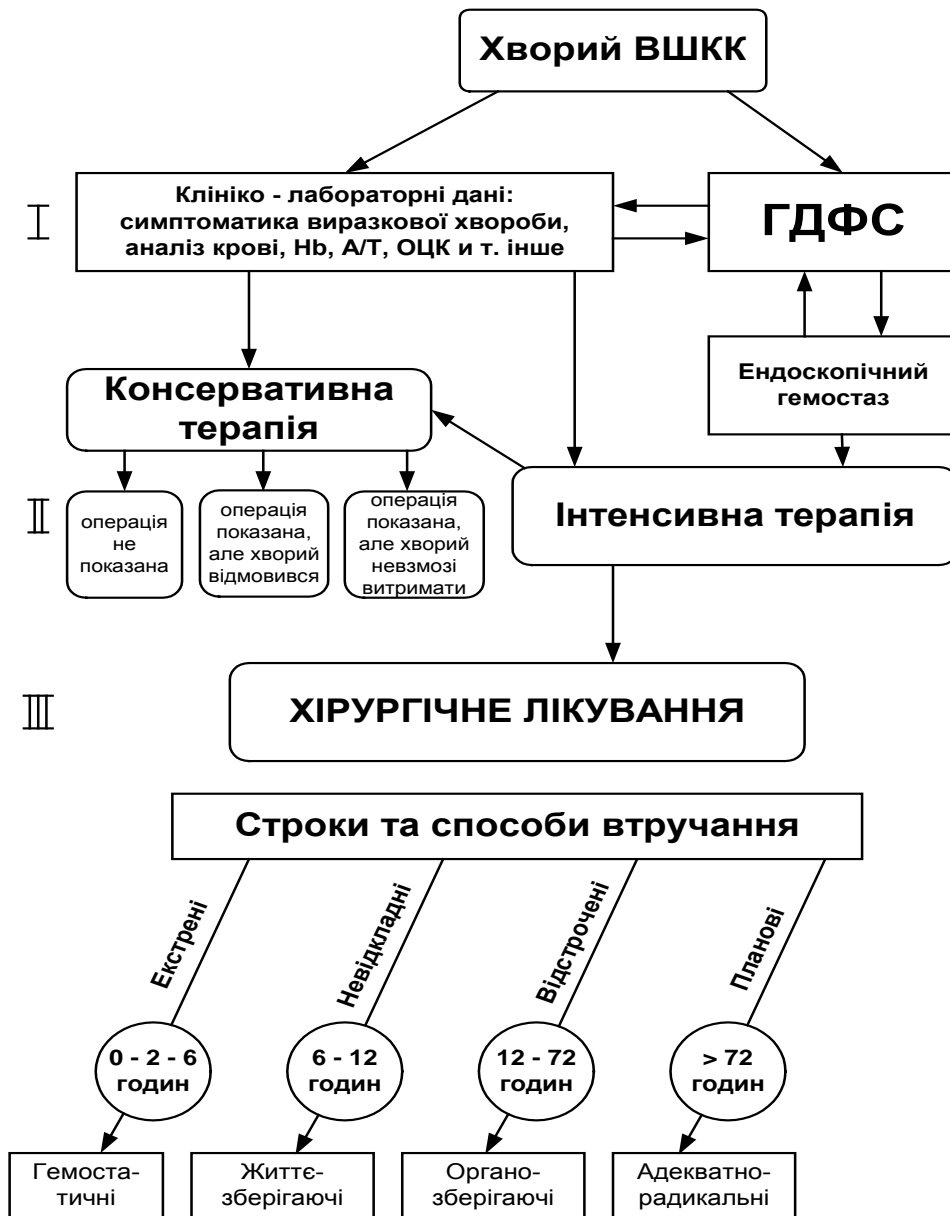 Хворий ВШКК
I
Клініко - лабораторні дані:
симптоматика виразкової хвороби,
аналіз крові, Hb, А/Т, ОЦК и т. інше
ГДФС
Ендоскопічний
гемостаз
Консервативна
терапія
II
операція
не
показана
операція
показана,
але хворий
відмовився
операція
показана,
але хворий
невзмозі
витримати
Інтенсивна терапія
III
ХІРУРГІЧНЕ ЛІКУВАННЯ
Строки та способи втручання
Екстрені
Невідкладні
Відстрочені
Планові
0 - 2 - 6
годин
6 - 12
годин
12 - 72
годин
> 72
годин
Гемоста-
тичні
Життє-
зберігаючі
Органо-
зберігаючі
Адекватно-
радикальні